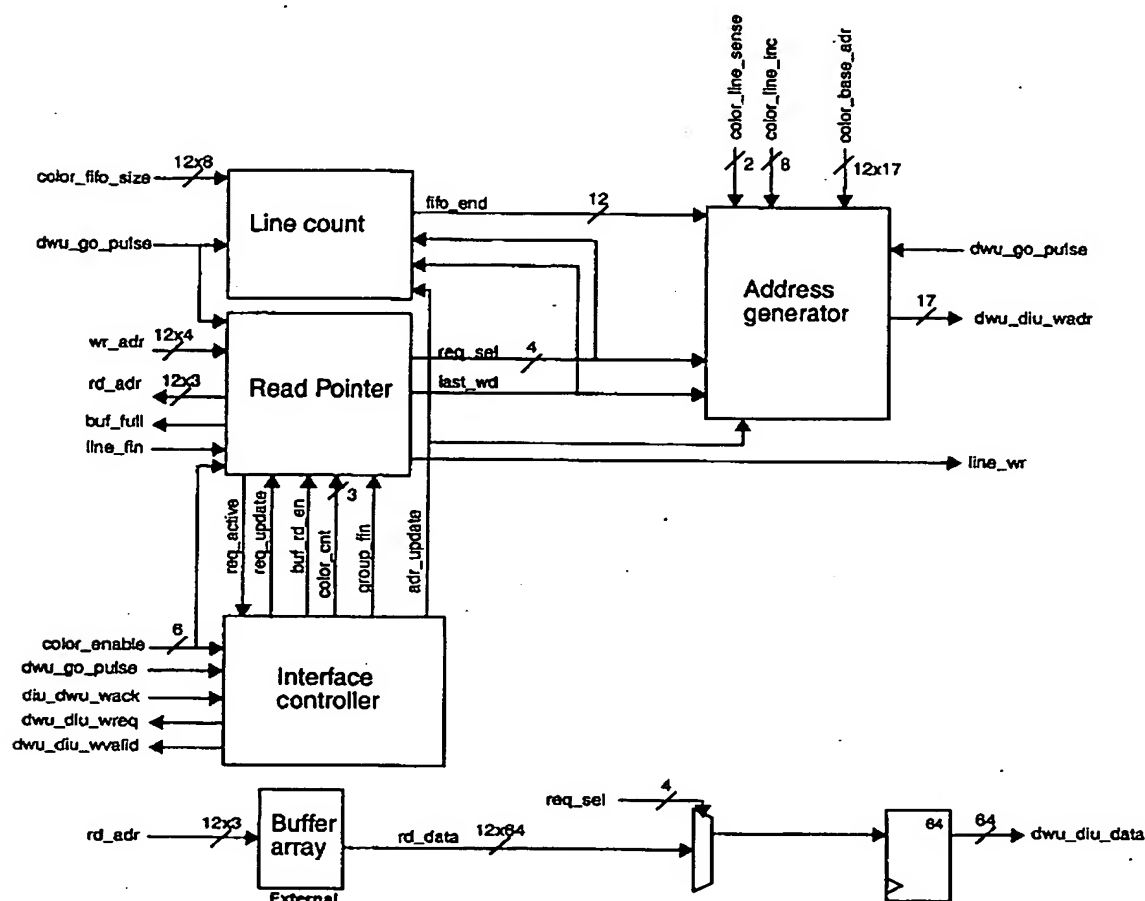 color_line_sense
color_line_inc
color_base_adr
2
8
12x17
color_fifo_size
12x8
Line count
fifo_end
12
dwu_go_pulse
dwu_go_pulse
Address
generator
17
dwu_diu_wadr
wr_adr
12x4
rd_adr
12x3
buf_full
line_fin
Read Pointer
req_sel
4
last_wd
line_wr
req_active
req_update
buf_rd_en
color_cnt
3
group_fin
adr_update
color_enable
6
dwu_go_pulse
diu_dwu_wack
dwu_diu_wreq
dwu_diu_wvalid
Interface
controller
req_sel
4
rd_adr
12x3
Buffer
array
External
rd_data
12x64
64
64
dwu_diu_data